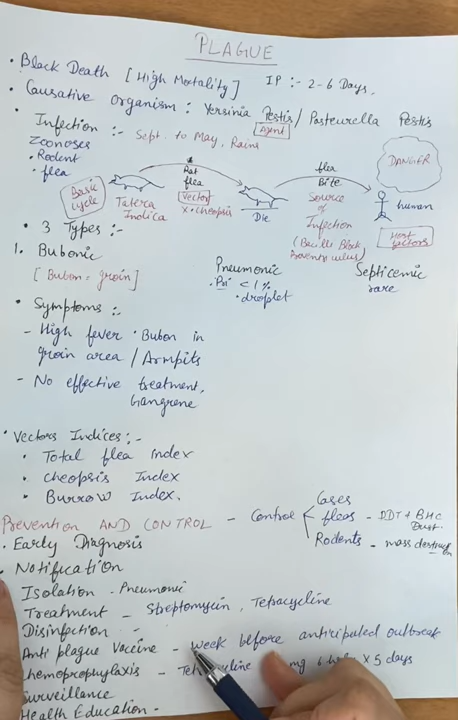 PLAGUE
• Black Death [High Mortality] IP :- 2-6 Days,
• Causative Organism : Yersinia Pestis / Pasteurella Pestis
• Infection :- Sept. to May, Rains
Agent
Zoonoses
• Rodent
• flea
DANGER
Basic cycle
Tatera Indica
Rat flea
Vector
X. cheopsis
Die
flea
Bite
Source of Infection
(Bacilli Block Proventriculus)
human
Host factors
• 3 Types :-
1. Bubonic
[Bubon = groin]
Pneumonic
< 1%
• droplet
Septicemic
rare
• Symptoms :-
- High fever • Bubon in
groin area / Armpits
- No effective treatment,
Gangrene
• Vectors Indices :-
• Total flea index
• Cheopsis Index
• Burrow Index.
Prevention AND CONTROL - Control
Cases
fleas - DDT + BHC Dust.
Rodents - mass destruction
• Early Diagnosis
• Notification
Isolation - Pneumonic
Treatment - Streptomycin, Tetracycline
Disinfection :-
Anti plague Vaccine - week before anticipated outbreak
Chemoprophylaxis - mg 6 X 5 days
Surveillance
Health Education -